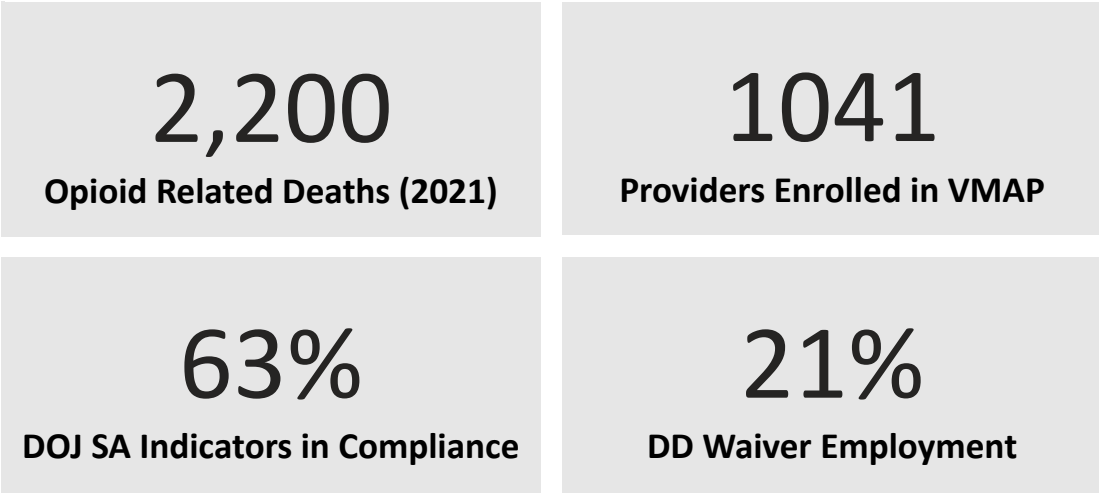 2,200
Opioid Related Deaths (2021)
1041
Providers Enrolled in VMAP
63%
DOJ SA Indicators in Compliance
21%
DD Waiver Employment